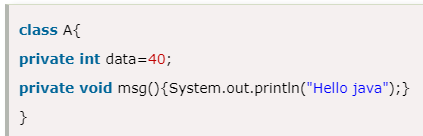 class A{
private int data=40;
private void msg(){System.out.println("Hello java");}
}